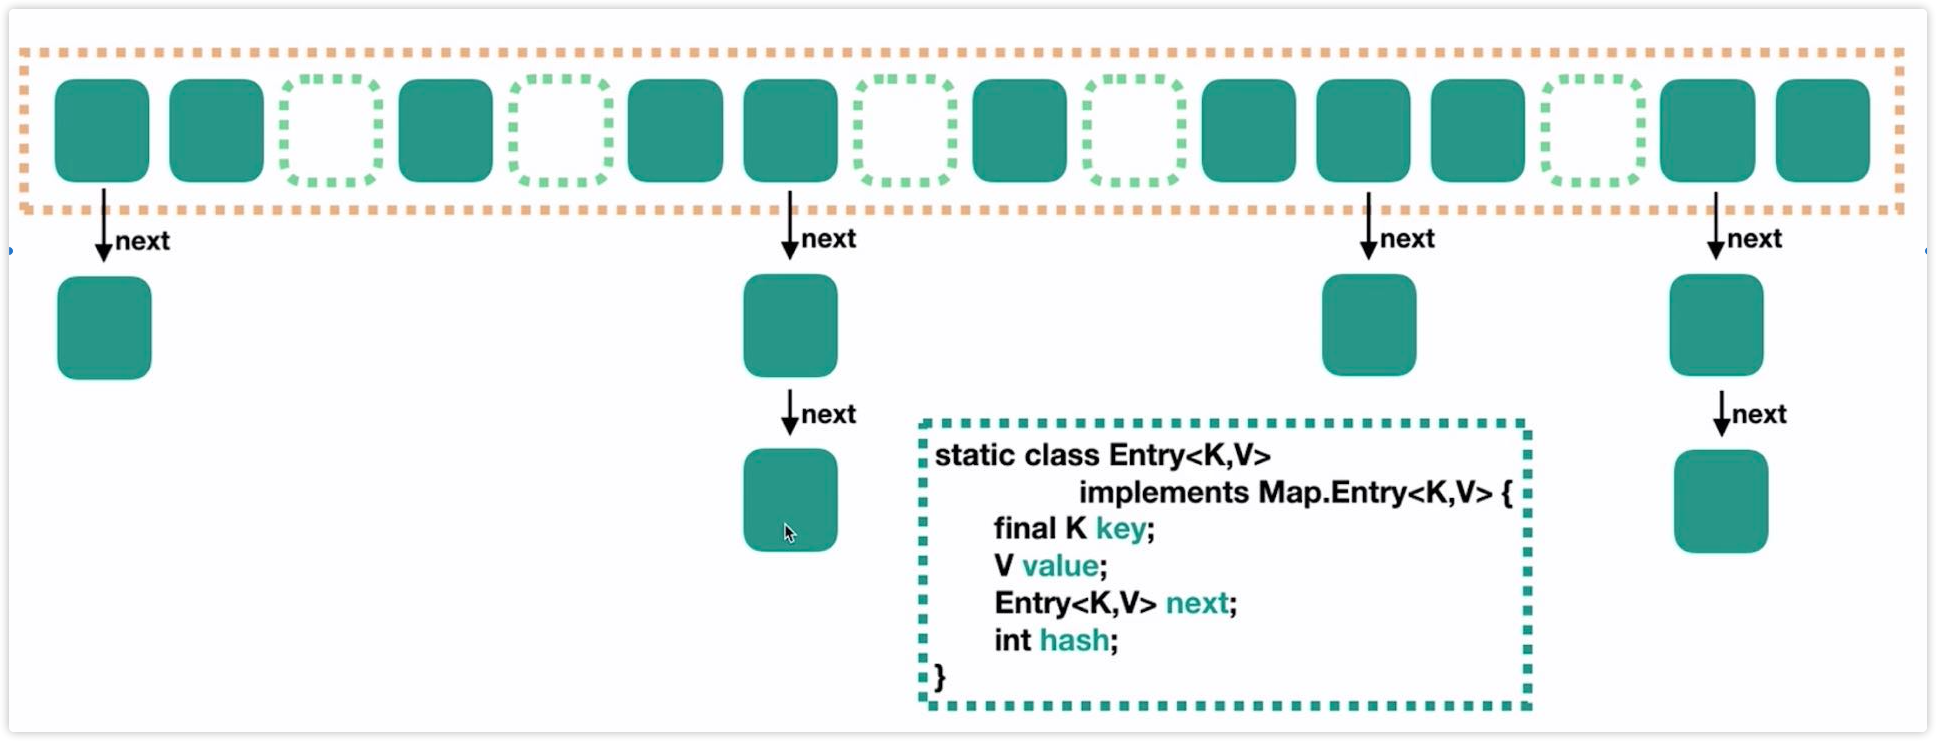 next
next
next
next
next
next
static class Entry<K,V>
implements Map.Entry<K,V> {
final K key;
V value;
Entry<K,V> next;
int hash;
}